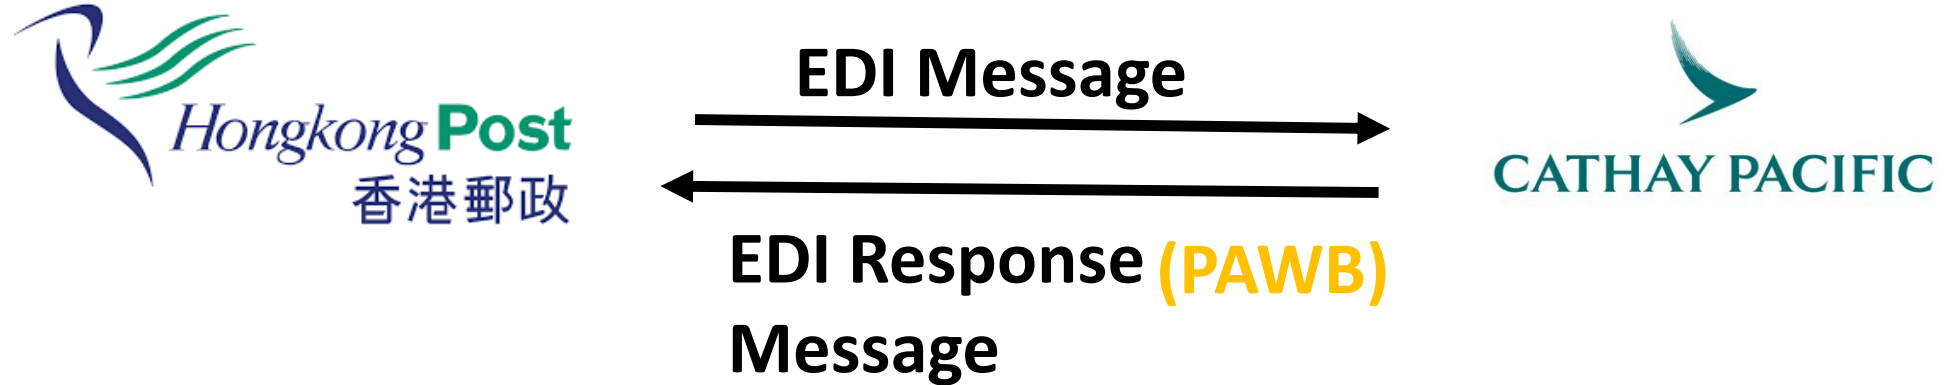 EDI Message
Hongkong Post
香港郵政
CATHAY PACIFIC
EDI Response (PAWB)
Message